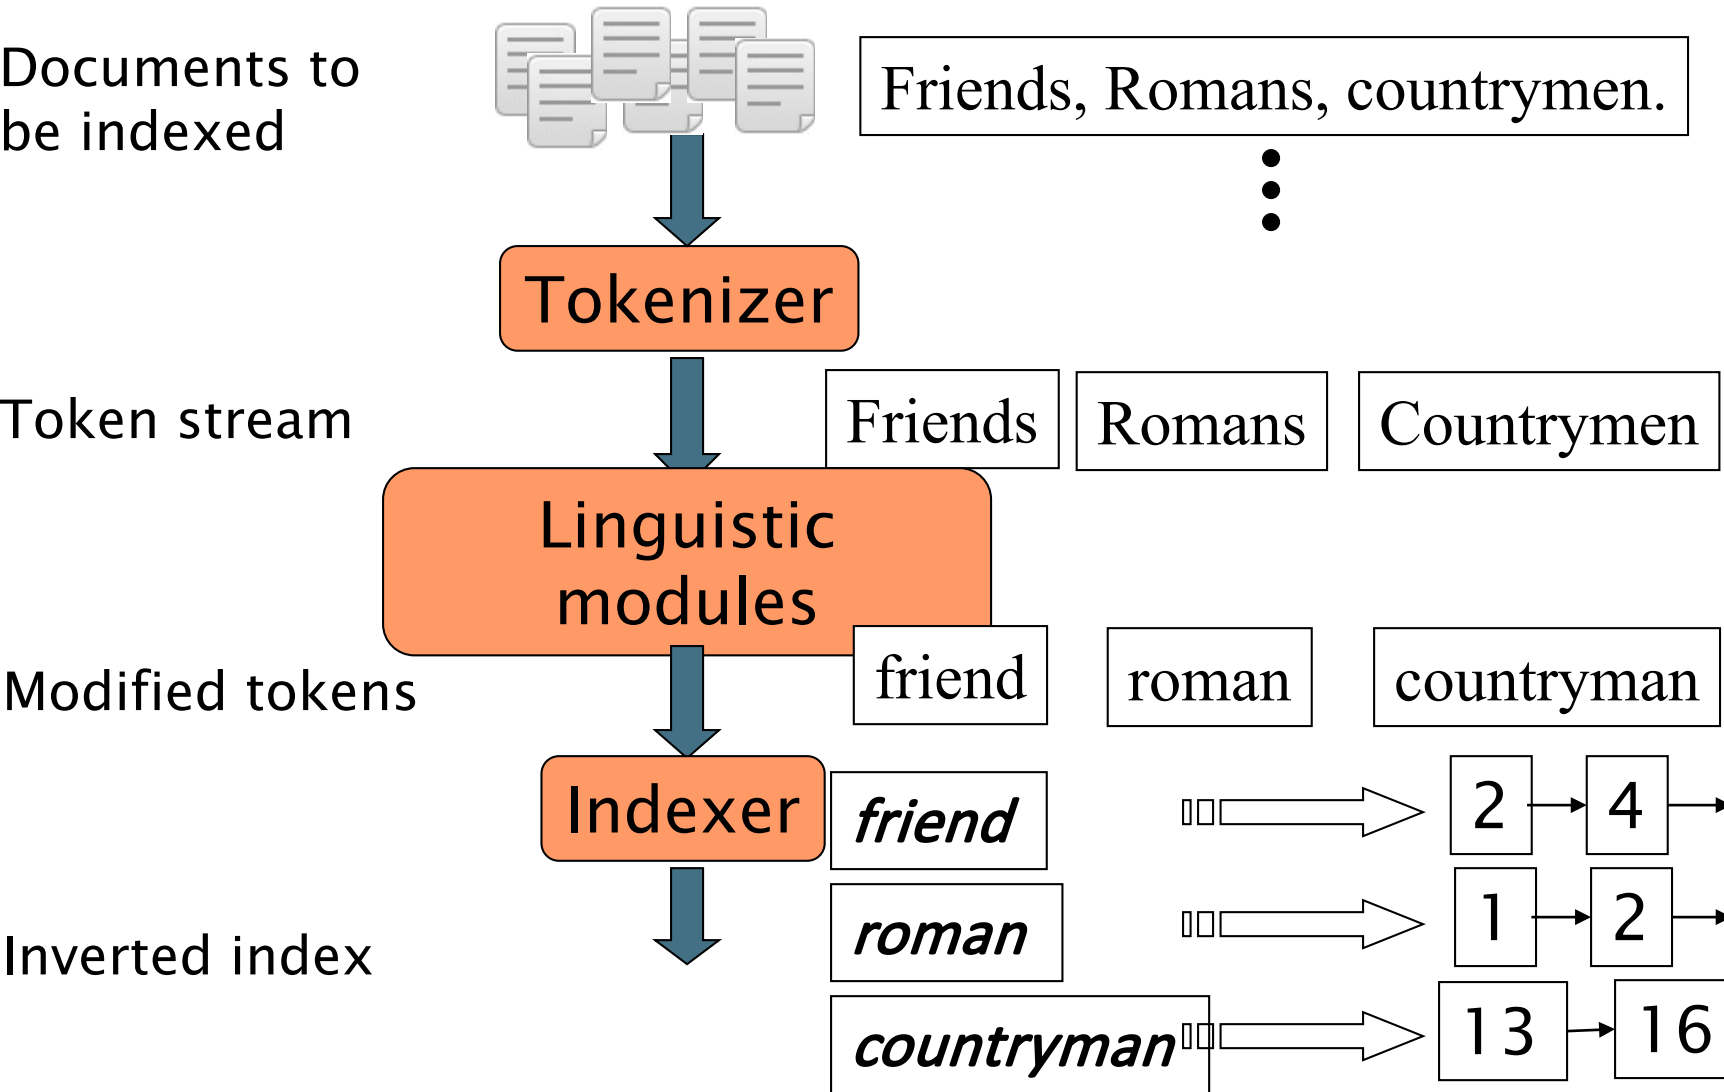 Documents to
be indexed
Friends, Romans, countrymen.
Tokenizer
Token stream
Friends Romans Countrymen
Linguistic
modules
Modified tokens
friend roman countryman
Indexer
friend 2 4
roman 1 2
Inverted index
countryman 13 16